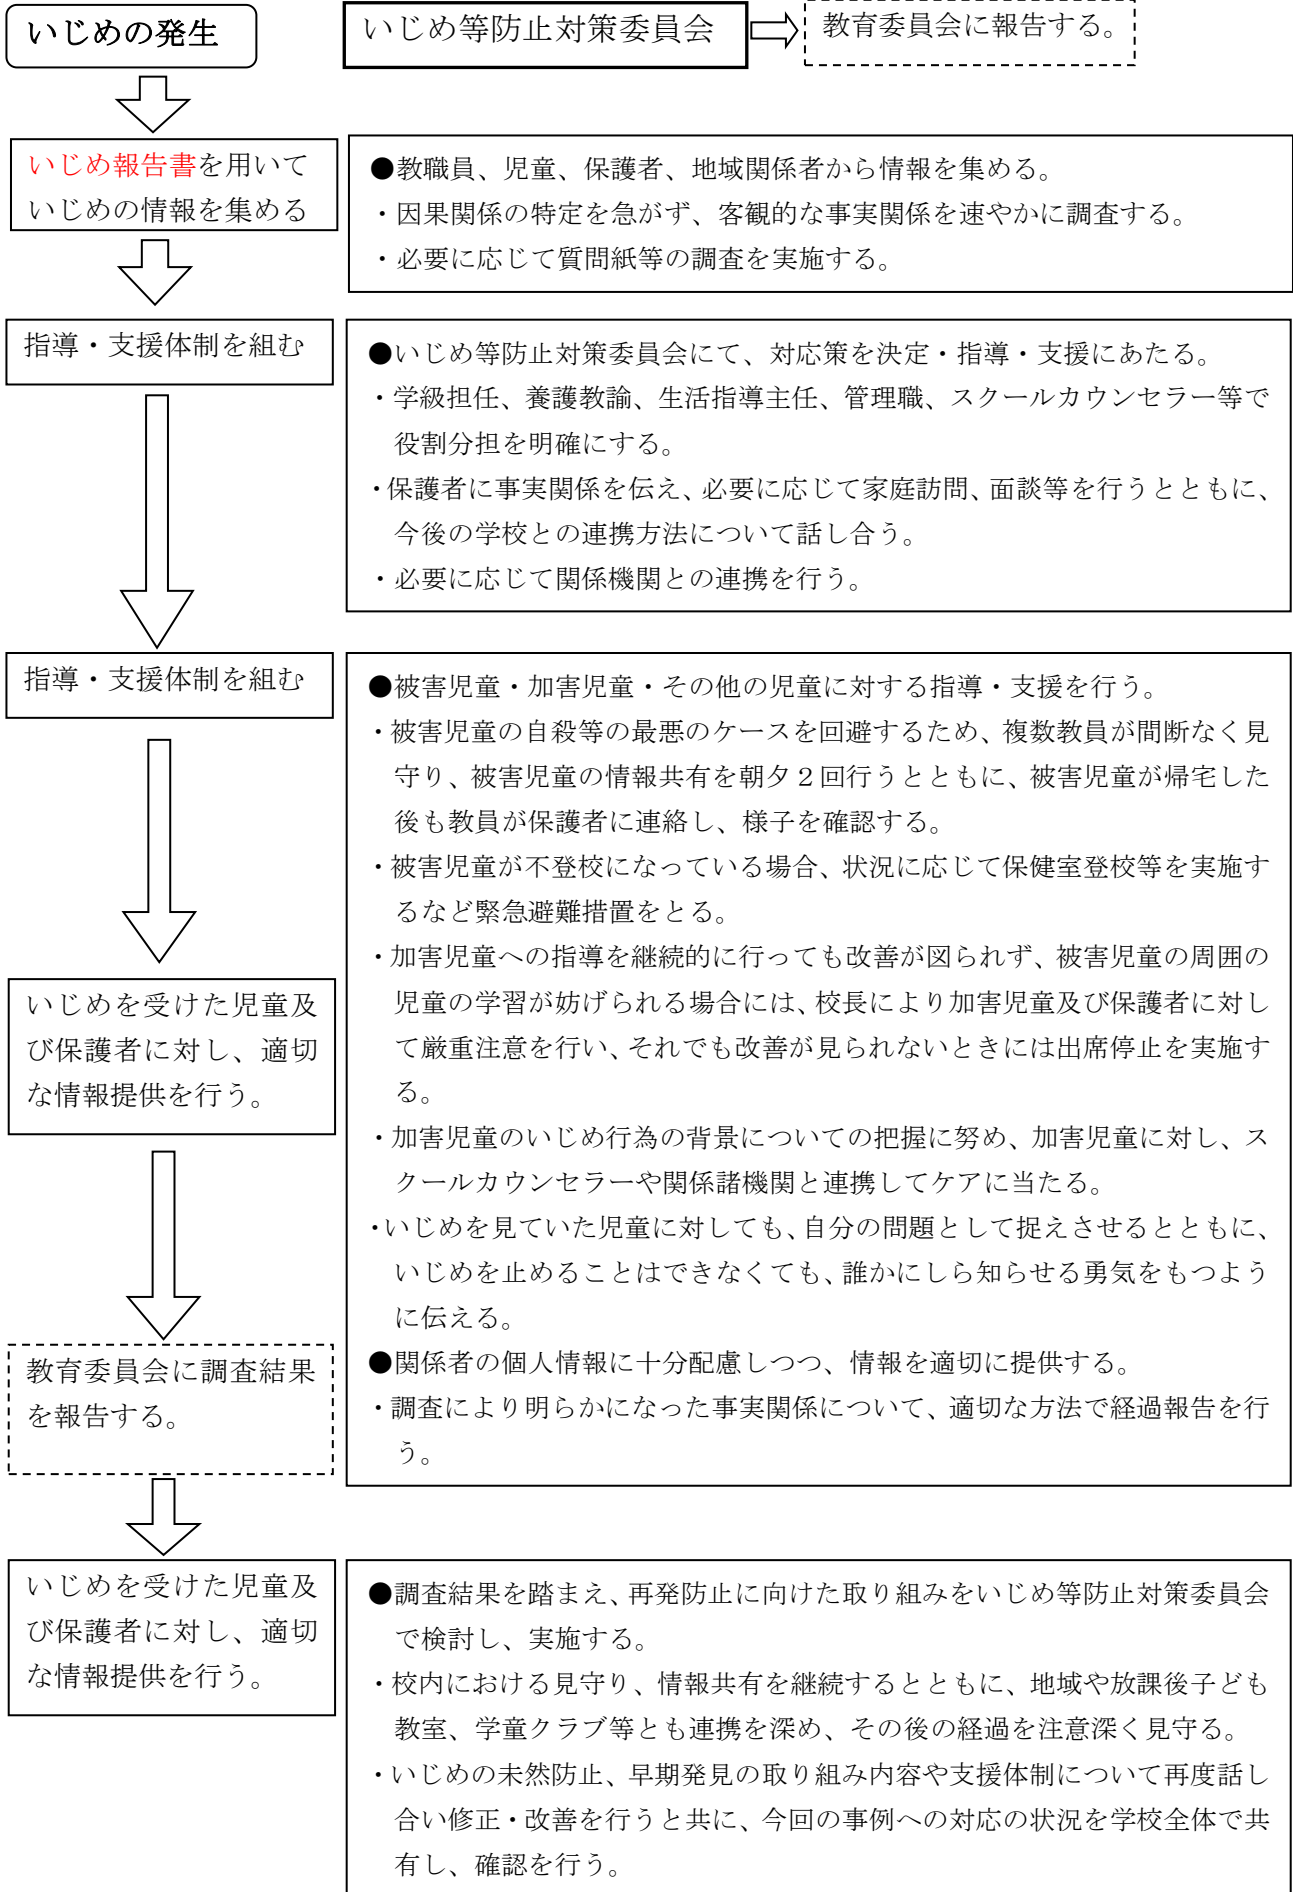 いじめの発生
いじめ等防止対策委員会
教育委員会に報告する。
いじめ報告書を用いて
いじめの情報を集める
●教職員、児童、保護者、地域関係者から情報を集める。
・因果関係の特定を急がず、客観的な事実関係を速やかに調査する。
・必要に応じて質問紙等の調査を実施する。
指導・支援体制を組む
●いじめ等防止対策委員会にて、対応策を決定・指導・支援にあたる。
・学級担任、養護教諭、生活指導主任、管理職、スクールカウンセラー等で
役割分担を明確にする。
・保護者に事実関係を伝え、必要に応じて家庭訪問、面談等を行うとともに、
今後の学校との連携方法について話し合う。
・必要に応じて関係機関との連携を行う。
指導・支援体制を組む
●被害児童・加害児童・その他の児童に対する指導・支援を行う。
・被害児童の自殺等の最悪のケースを回避するため、複数教員が間断なく見
守り、被害児童の情報共有を朝夕２回行うとともに、被害児童が帰宅した
後も教員が保護者に連絡し、様子を確認する。
・被害児童が不登校になっている場合、状況に応じて保健室登校等を実施す
るなど緊急避難措置をとる。
・加害児童への指導を継続的に行っても改善が図られず、被害児童の周囲の
児童の学習が妨げられる場合には、校長により加害児童及び保護者に対し
て厳重注意を行い、それでも改善が見られないときには出席停止を実施す
る。
・加害児童のいじめ行為の背景についての把握に努め、加害児童に対し、ス
クールカウンセラーや関係諸機関と連携してケアに当たる。
・いじめを見ていた児童に対しても、自分の問題として捉えさせるとともに、
いじめを止めることはできなくても、誰かにしら知らせる勇気をもつよう
に伝える。
●関係者の個人情報に十分配慮しつつ、情報を適切に提供する。
・調査により明らかになった事実関係について、適切な方法で経過報告を行
う。
いじめを受けた児童及
び保護者に対し、適切
な情報提供を行う。
教育委員会に調査結果
を報告する。
いじめを受けた児童及
び保護者に対し、適切
な情報提供を行う。
●調査結果を踏まえ、再発防止に向けた取り組みをいじめ等防止対策委員会
で検討し、実施する。
・校内における見守り、情報共有を継続するとともに、地域や放課後子ども
教室、学童クラブ等とも連携を深め、その後の経過を注意深く見守る。
・いじめの未然防止、早期発見の取り組み内容や支援体制について再度話し
合い修正・改善を行うと共に、今回の事例への対応の状況を学校全体で共
有し、確認を行う。